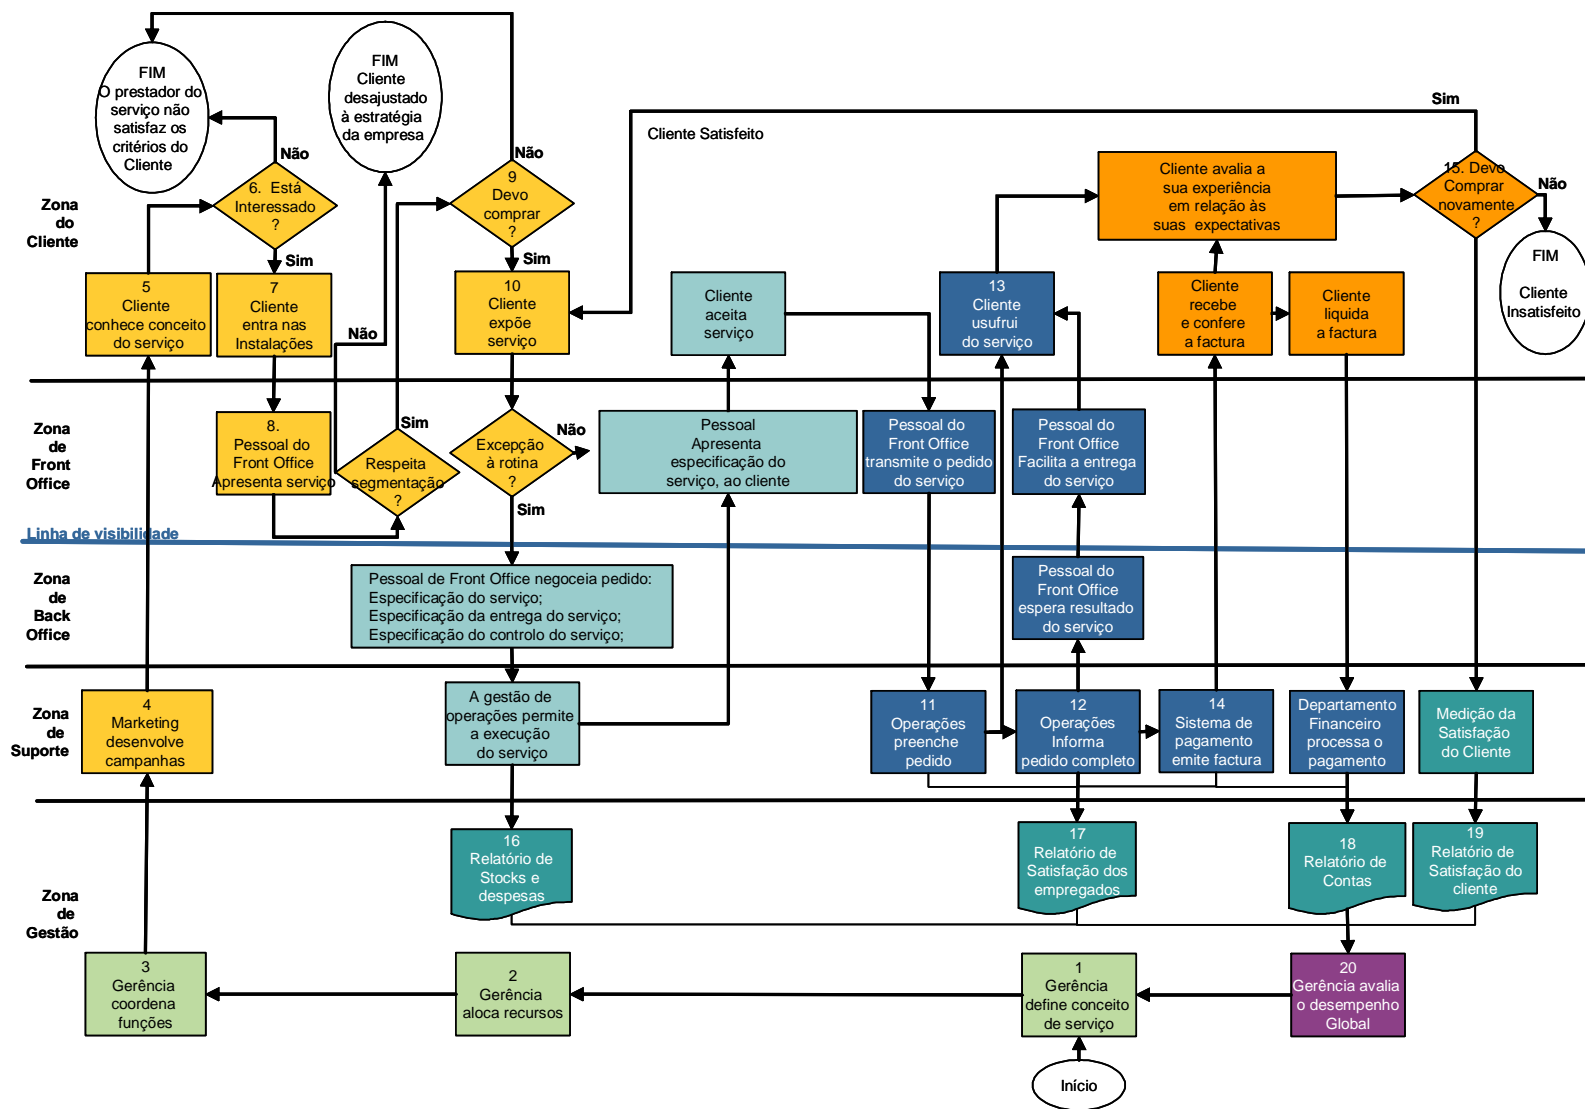 FIM
O prestador do
serviço não
satisfaz os
critérios do
Cliente
FIM
Cliente
desajustado
à estratégia
da empresa
Sim
Cliente Satisfeito
Não
Não
Zona
do
Cliente
6. Está
Interessado
?
9
Devo
comprar
?
Cliente avalia a
sua experiência
em relação às
suas expectativas
15. Devo
Comprar
novamente
?
Não
Sim
Sim
FIM
Cliente
Insatisfeito
5
Cliente
conhece conceito
do serviço
7
Cliente
entra nas
Instalações
Não
10
Cliente
expõe
serviço
Cliente
aceita
serviço
13
Cliente
usufrui
do serviço
Cliente
recebe
e confere
a factura
Cliente
liquida
a factura
Zona
de
Front
Office
8.
Pessoal do
Front Office
Apresenta serviço
Sim
Respeita
segmentação
?
Excepção
à rotina
?
Não
Sim
Pessoal
Apresenta
especificação do
serviço, ao cliente
Pessoal do
Front Office
transmite o pedido
do serviço
Pessoal do
Front Office
Facilita a entrega
do serviço
Linha de visibilidade
Zona
de
Back
Office
Pessoal de Front Office negoceia pedido:
Especificação do serviço;
Especificação da entrega do serviço;
Especificação do controlo do serviço;
Pessoal do
Front Office
espera resultado
do serviço
Zona
de
Suporte
4
Marketing
desenvolve
campanhas
A gestão de
operações permite
a execução
do serviço
11
Operações
preenche
pedido
12
Operações
Informa
pedido completo
14
Sistema de
pagamento
emite factura
Departamento
Financeiro
processa o
pagamento
Medição da
Satisfação
do Cliente
Zona
de
Gestão
16
Relatório de
Stocks e
despesas
17
Relatório de
Satisfação dos
empregados
18
Relatório de
Contas
19
Relatório de
Satisfação do
cliente
3
Gerência
coordena
funções
2
Gerência
aloca recursos
1
Gerência
define conceito
de serviço
20
Gerência avalia
o desempenho
Global
Início